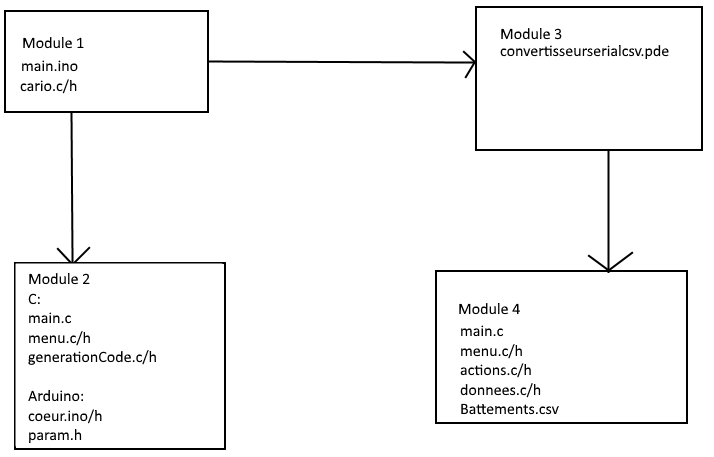 Module 1
main.ino
cario.c/h
Module 3
convertisseurserialcsv.pde
Module 2
C:
main.c
menu.c/h
generationCode.c/h
Arduino:
coeur.ino/h
param.h
Module 4
main.c
menu.c/h
actions.c/h
donnees.c/h
Battements.csv